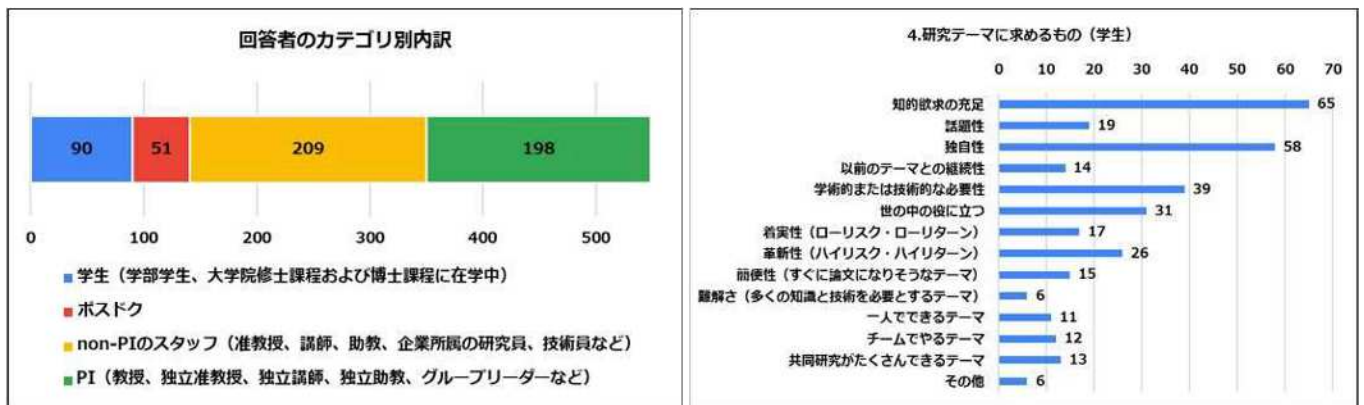 回答者のカテゴリ別内訳
90 51 209 198
0 100 200 300 400 500
学生（学部学生、大学院修士課程および博士課程に在学中）
ポスドク
non-PIのスタッフ（准教授、講師、助教、企業所属の研究員、技術員など）
PI（教授、独立准教授、独立講師、独立助教、グループリーダーなど）
4.研究テーマに求めるもの（学生）
0 10 20 30 40 50 60 70
知的欲求の充足 65
話題性 19
独自性 58
以前のテーマとの継続性 14
学術的または技術的な必要性 39
世の中の役に立つ 31
着実性（ローリスク・ローリターン） 17
革新性（ハイリスク・ハイリターン） 26
簡便性（すぐに論文になりそうなテーマ） 15
難解さ（多くの知識と技術を必要とするテーマ） 6
一人でできるテーマ 11
チームでやるテーマ 12
共同研究がたくさんできるテーマ 13
その他 6